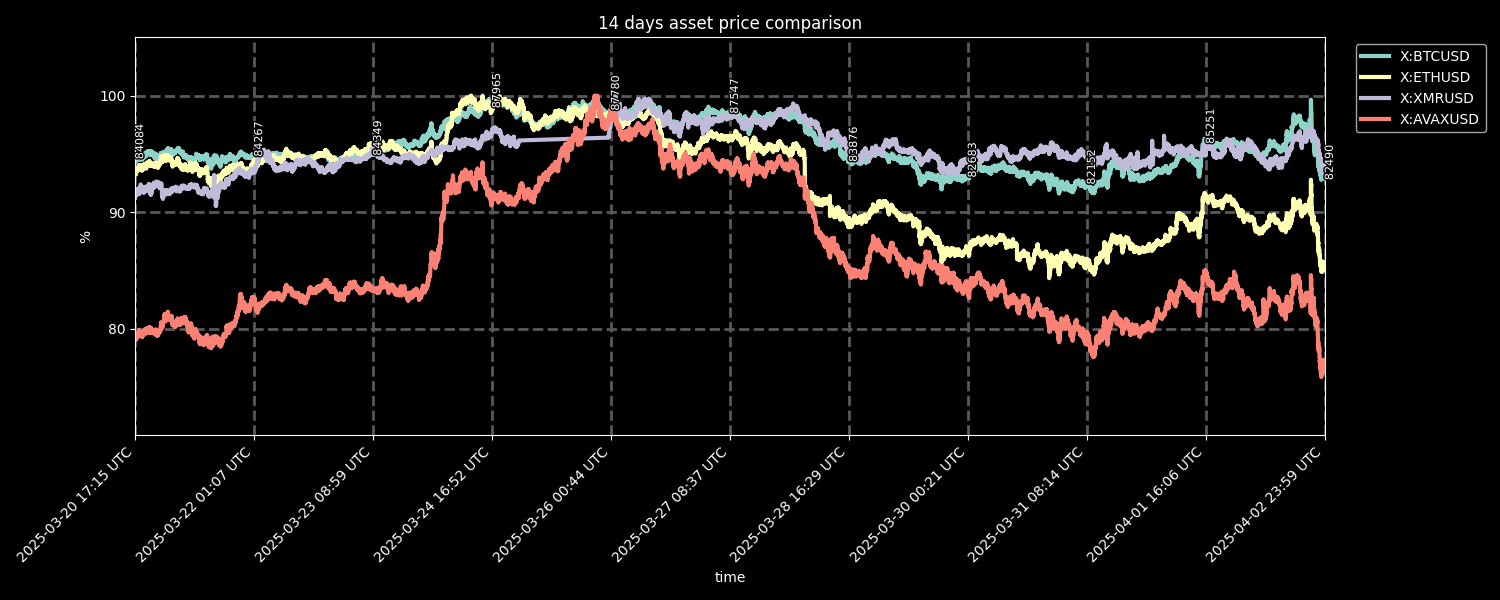 14 days asset price comparison
X:BTCUSD
X:ETHUSD
X:XMRUSD
X:AVAXUSD
100
90
80
%
84084
84267
84349
87965
87780
87547
83876
82683
82152
85251
82490
2025-03-20 17:15 UTC
2025-03-22 01:07 UTC
2025-03-23 08:59 UTC
2025-03-24 16:52 UTC
2025-03-26 00:44 UTC
2025-03-27 08:37 UTC
2025-03-28 16:29 UTC
2025-03-30 00:21 UTC
2025-03-31 08:14 UTC
2025-04-01 16:06 UTC
2025-04-02 23:59 UTC
time